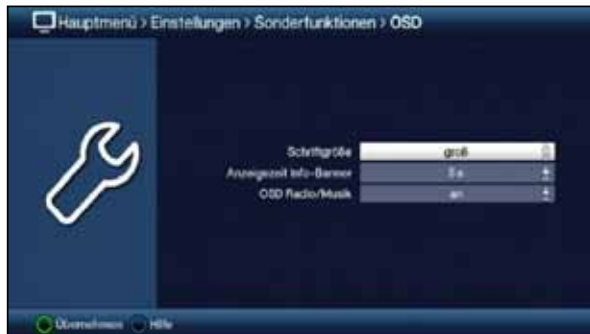 Hauptmenü > Einstellungen > Sonderfunktionen > OSD
Schriftgröße groß
Anzeigezeit Info-Banner
OSD Radio/Musik an
Übernehmen Hilfe